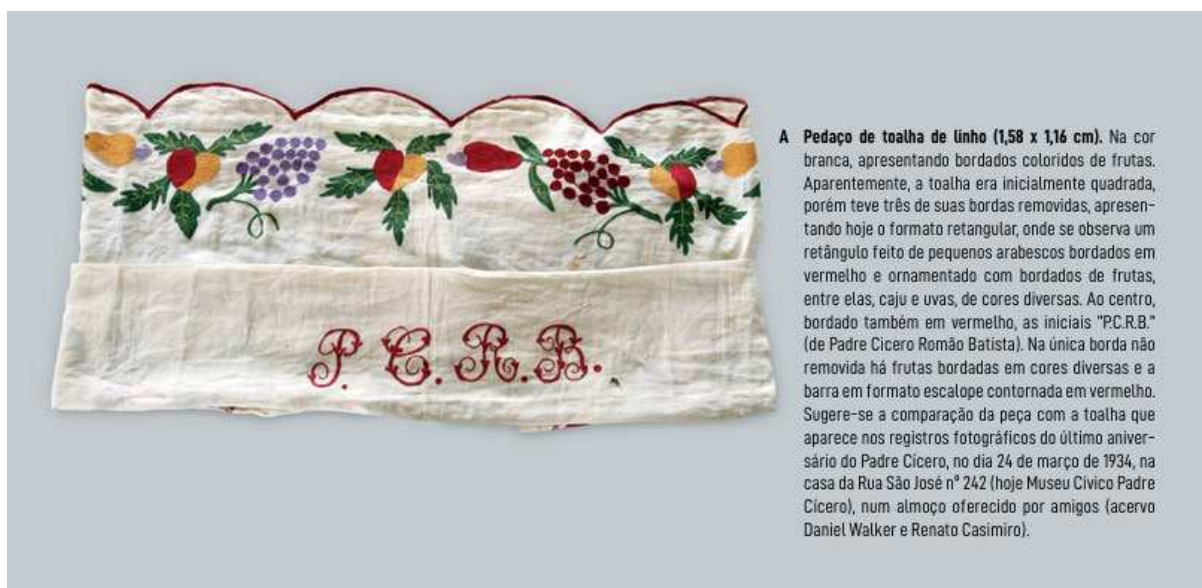 P. C. R. B.
A Pedaço de toalha de linho (1,58 x 1,16 cm). Na cor
branca, apresentando bordados coloridos de frutas.
Aparentemente, a toalha era inicialmente quadrada,
porém teve três de suas bordas removidas, apresen-
tando hoje o formato retangular, onde se observa um
retângulo feito de pequenos arabescos bordados em
vermelho e ornamentado com bordados de frutas,
entre elas, caju e uvas, de cores diversas. Ao centro,
bordado também em vermelho, as iniciais "P.C.R.B."
(de Padre Cicero Romão Batista). Na única borda não
removida há frutas bordadas em cores diversas e a
barra em formato escalope contornada em vermelho.
Sugere-se a comparação da peça com a toalha que
aparece nos registros fotográficos do último aniver-
sário do Padre Cícero, no dia 24 de março de 1934, na
casa da Rua São José nº 242 (hoje Museu Cívico Padre
Cícero), num almoço oferecido por amigos (acervo
Daniel Walker e Renato Casimiro).